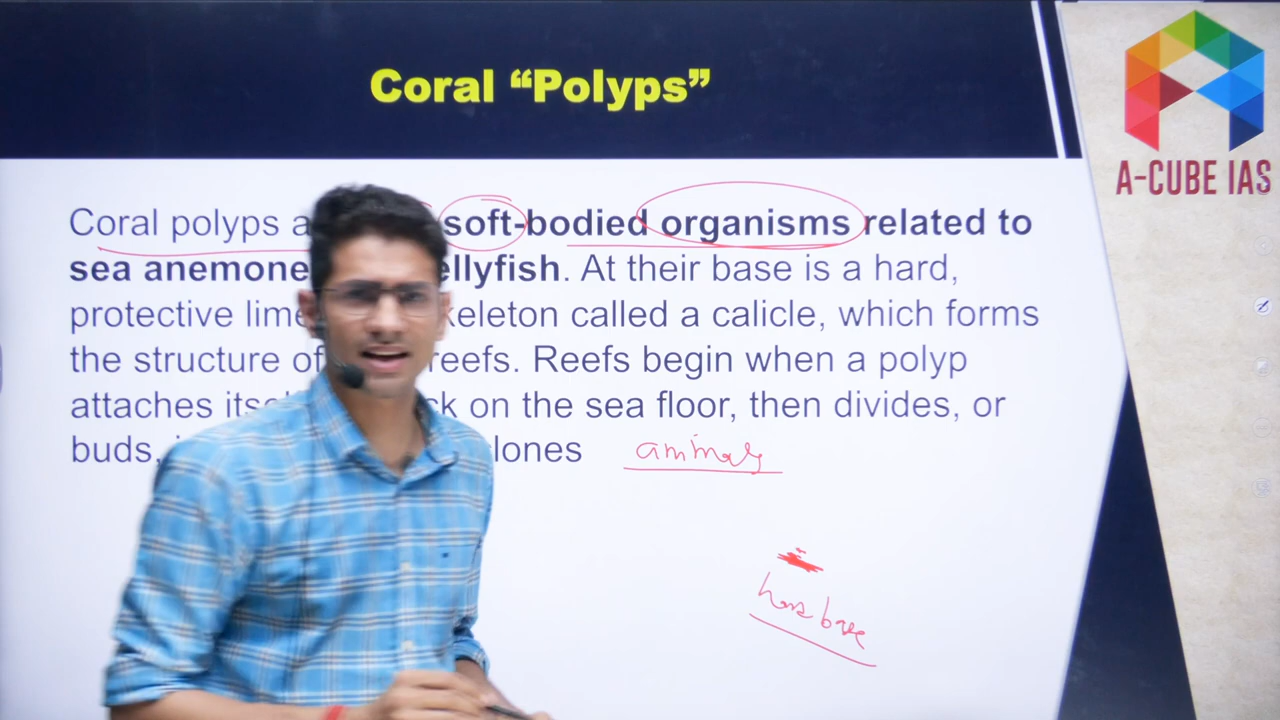 Coral “Polyps”
A-CUBE IAS
Coral polyps a soft-bodied organisms related to
sea anemone ellyfish. At their base is a hard,
protective lime keleton called a calicle, which forms
the structure of reefs. Reefs begin when a polyp
attaches its k on the sea floor, then divides, or
buds, lones animals
base